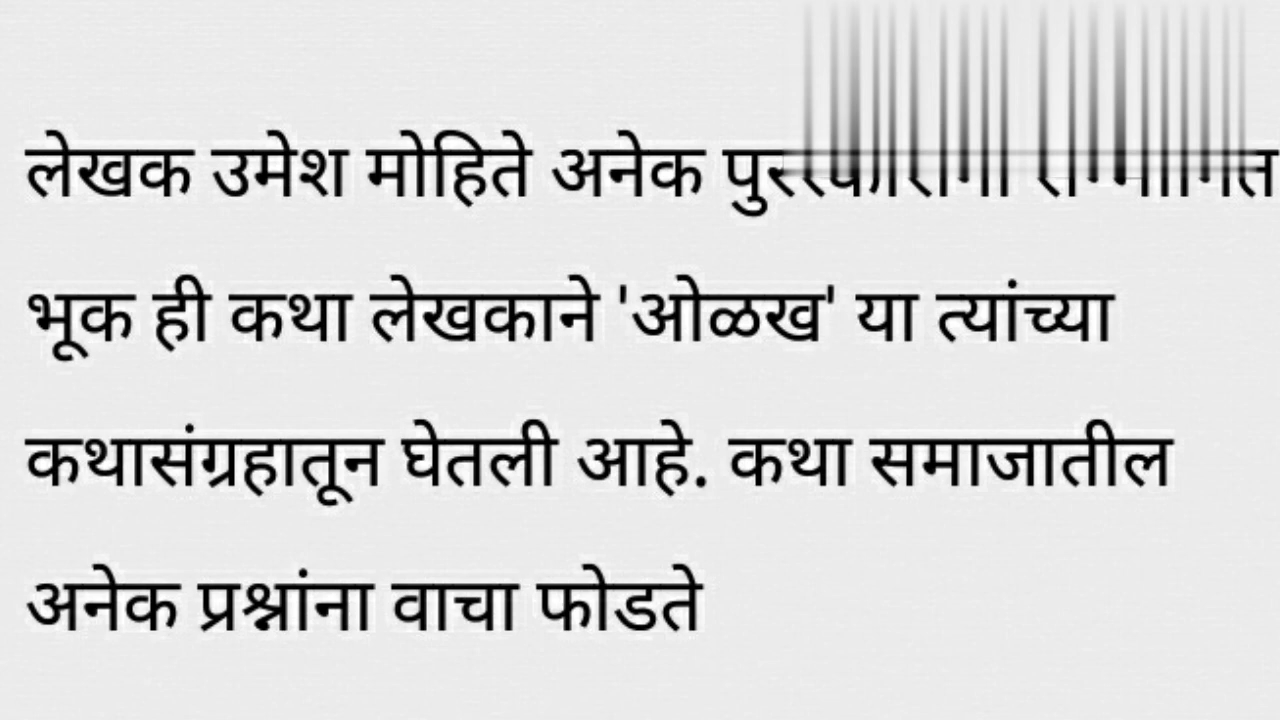 लेखक उमेश मोहिते अनेक
भूक ही कथा लेखकाने 'ओळख' या त्यांच्या
कथासंग्रहातून घेतली आहे. कथा समाजातील
अनेक प्रश्नांना वाचा फोडते